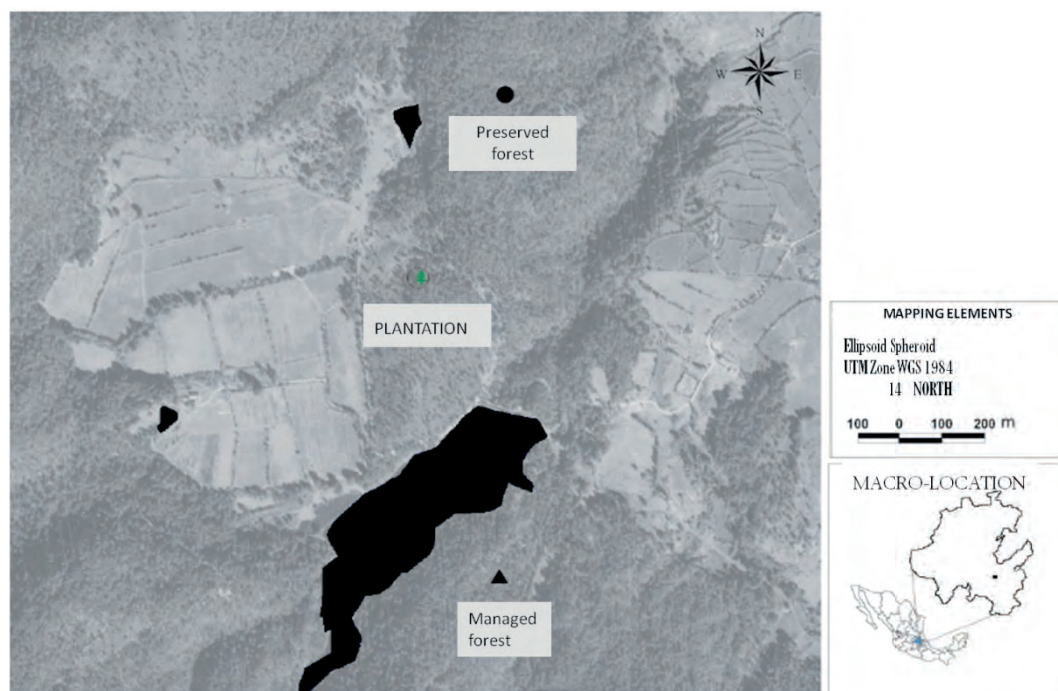 N
W E
S
Preserved
forest
PLANTATION
Managed
forest
MAPPING ELEMENTS
Ellipsoid Spheroid
UTM Zone WGS 1984
14 NORTH
100 0 100 200 m
MACRO-LOCATION